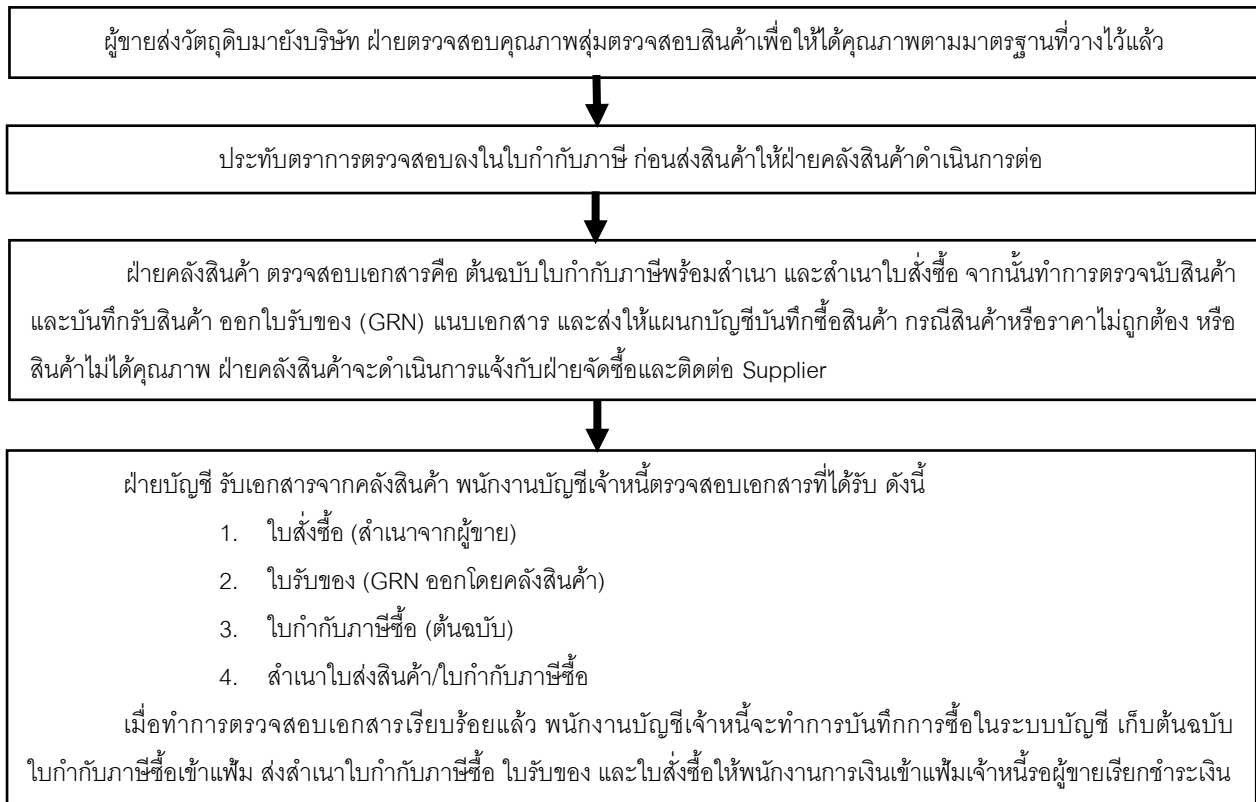 ผู้ขายส่งวัตถุดิบมายังบริษัท ฝ่ายตรวจสอบคุณภาพสุ่มตรวจสอบสินค้าเพื่อให้ได้คุณภาพตามมาตรฐานที่วางไว้แล้ว
ประทับตราการตรวจสอบลงในใบกำกับภาษี ก่อนส่งสินค้าให้ฝ่ายคลังสินค้าดำเนินการต่อ
ฝ่ายคลังสินค้า ตรวจสอบเอกสารคือ ต้นฉบับใบกำกับภาษีพร้อมสำเนา และสำเนาใบสั่งซื้อ จากนั้นทำการตรวจนับสินค้า
และบันทึกรับสินค้า ออกใบรับของ (GRN) แนบเอกสาร และส่งให้แผนกบัญชีบันทึกซื้อสินค้า กรณีสินค้าหรือราคาไม่ถูกต้อง หรือ
สินค้าไม่ได้คุณภาพ ฝ่ายคลังสินค้าจะดำเนินการแจ้งกับฝ่ายจัดซื้อและติดต่อ Supplier
ฝ่ายบัญชี รับเอกสารจากคลังสินค้า พนักงานบัญชีเจ้าหนี้ตรวจสอบเอกสารที่ได้รับ ดังนี้
1. ใบสั่งซื้อ (สำเนาจากผู้ขาย)
2. ใบรับของ (GRN ออกโดยคลังสินค้า)
3. ใบกำกับภาษีซื้อ (ต้นฉบับ)
4. สำเนาใบส่งสินค้า/ใบกำกับภาษีซื้อ
เมื่อทำการตรวจสอบเอกสารเรียบร้อยแล้ว พนักงานบัญชีเจ้าหนี้จะทำการบันทึกการซื้อในระบบบัญชี เก็บต้นฉบับ
ใบกำกับภาษีซื้อเข้าแฟ้ม ส่งสำเนาใบกำกับภาษีซื้อ ใบรับของ และใบสั่งซื้อให้พนักงานการเงินเข้าแฟ้มเจ้าหนี้รอผู้ขายเรียกชำระเงิน